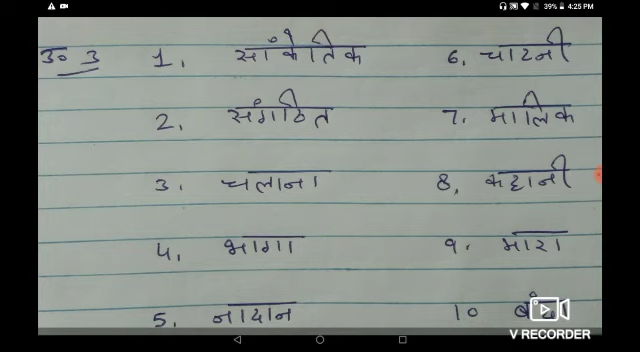 39% 4:25 PM
उ० 3 1. सांकेतिक 6. चाटनी
2. संगठित 7. मालिक
3. चलाना 8. कहानी
4. भागा 9. मारा
5. नादान 10
V RECORDER